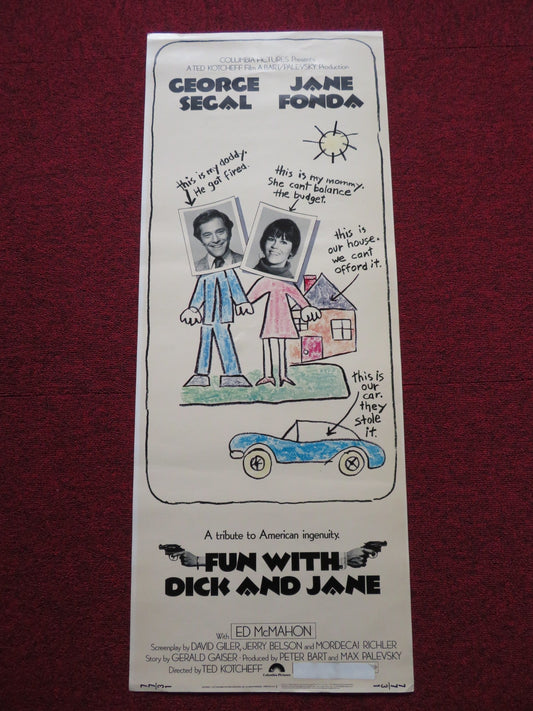 COLUMBIA PICTURES Presents
A TED KOTCHEFF Film A BART/PALEVSKY Production
GEORGE SEGAL
JANE FONDA
this is my daddy.
He got fired.
this is my mommy.
She cant balance
the budget.
this is
our house.
we cant
afford it.
this is
our
car.
they
stole
it.
A tribute to American ingenuity.
FUN WITH
DICK AND JANE
With ED McMAHON
Screenplay by DAVID GILER, JERRY BELSON and MORDECAI RICHLER
Story by GERALD GAISER · Produced by PETER BART and MAX PALEVSKY
Directed by TED KOTCHEFF
Columbia Pictures